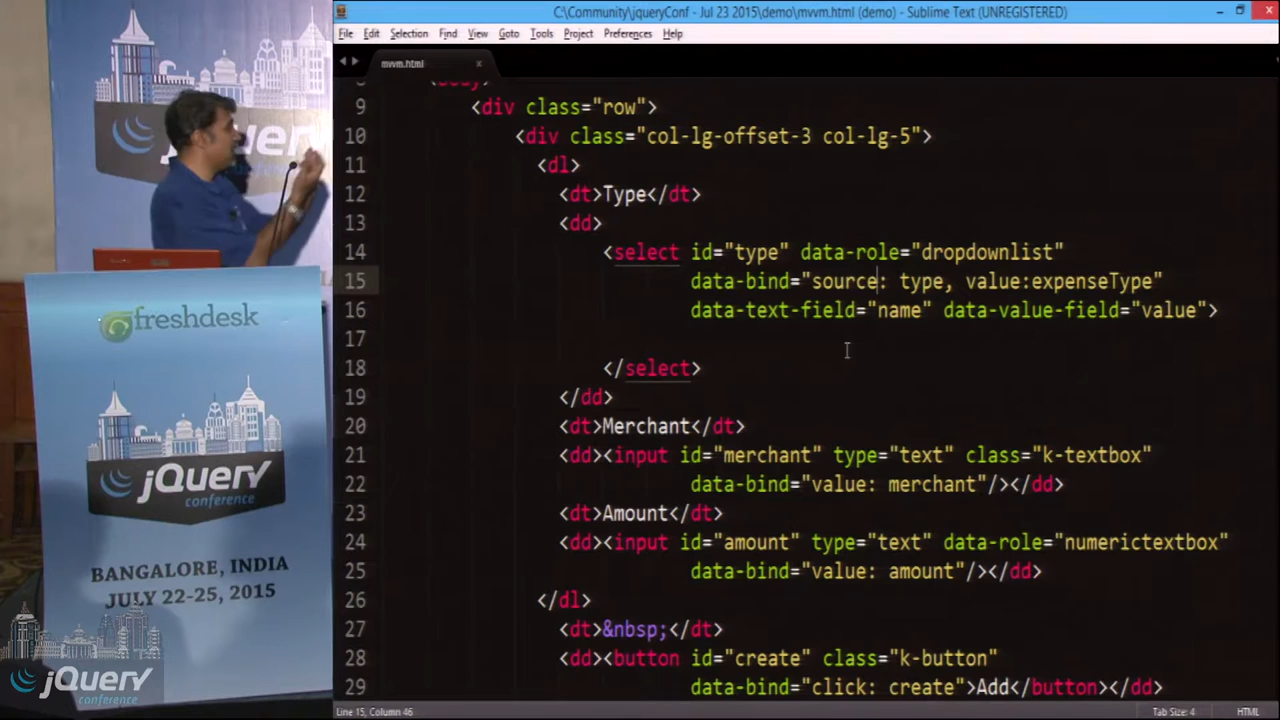 C:\Community\jqueryConf - Jul 23 2015\demo\mvvm.html (demo) - Sublime Text (UNREGISTERED)
File Edit Selection Find View Goto Tools Project Preferences Help
mvvm.html
9 <div class="row">
10 <div class="col-lg-offset-3 col-lg-5">
11 <dl>
12 <dt>Type</dt>
13 <dd>
14 <select id="type" data-role="dropdownlist"
15 data-bind="source: type, value:expenseType"
16 data-text-field="name" data-value-field="value">
17
18 </select>
19 </dd>
20 <dt>Merchant</dt>
21 <dd><input id="merchant" type="text" class="k-textbox"
22 data-bind="value: merchant"/></dd>
23 <dt>Amount</dt>
24 <dd><input id="amount" type="text" data-role="numerictextbox"
25 data-bind="value: amount"/></dd>
26 </dl>
27 <dt>&nbsp;</dt>
28 <dd><button id="create" class="k-button"
29 data-bind="click: create">Add</button></dd>
Line 15, Column 46
Tab Size: 4
HTML
freshdesk
jQuery
conference
BANGALORE, INDIA
JULY 22-25, 2015
jQuery
conference